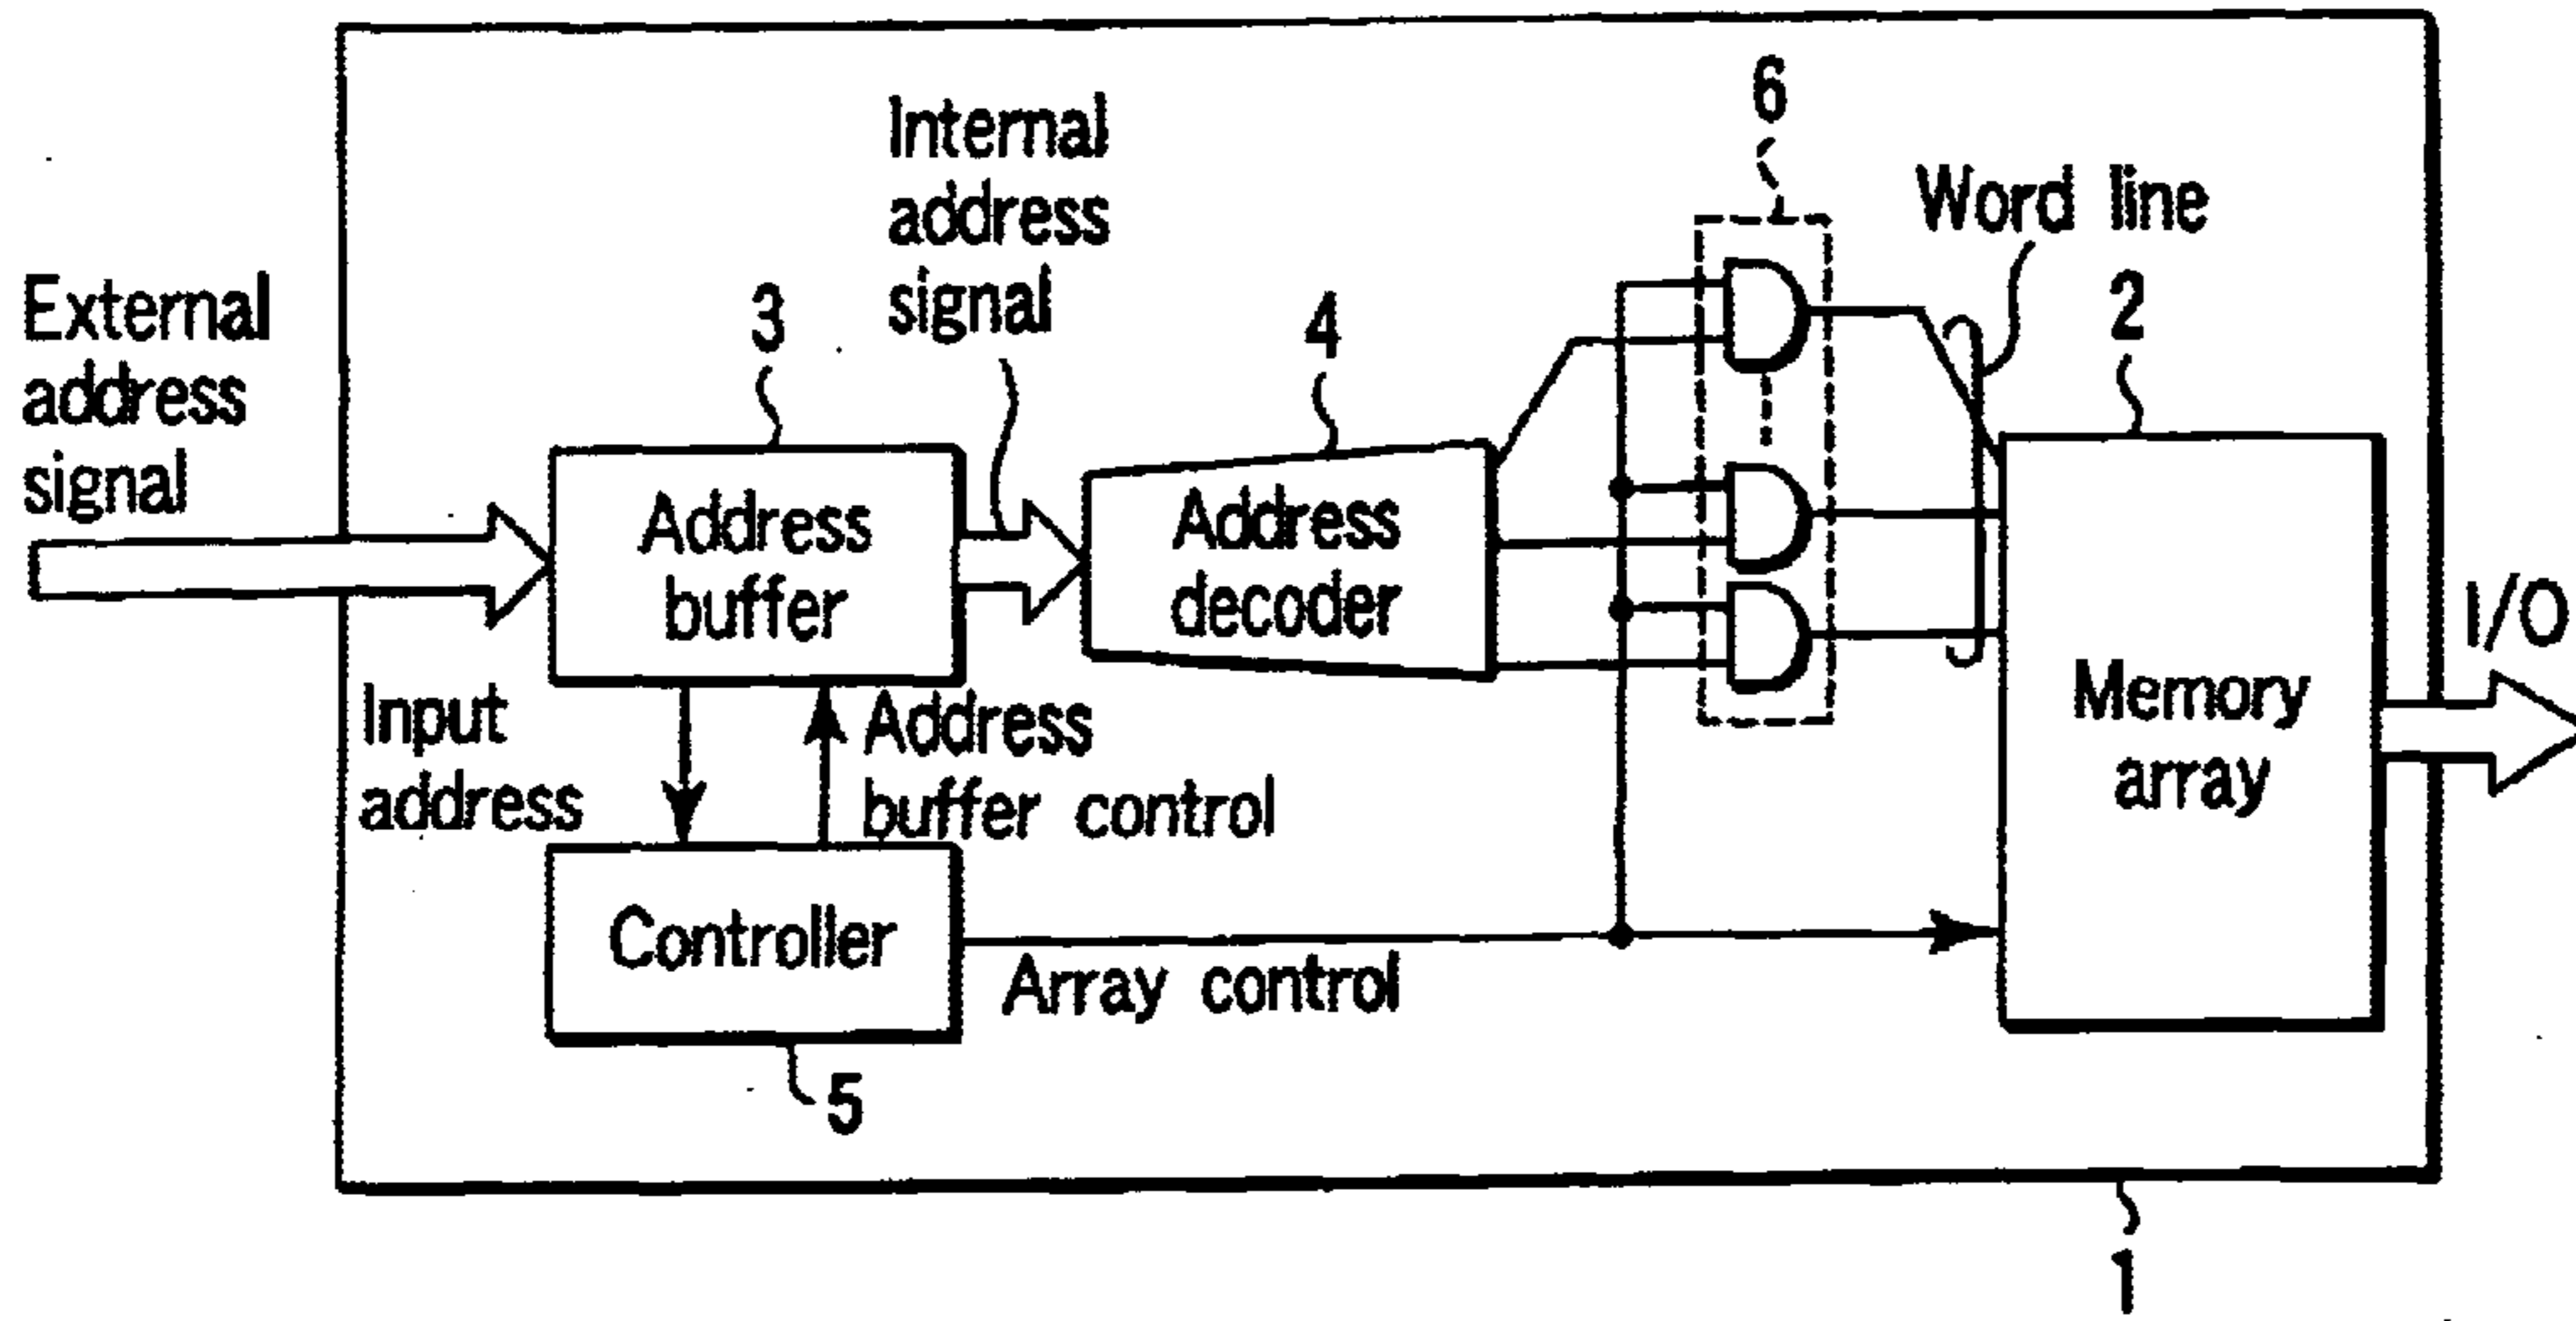 External
address
signal
Internal
address
signal
3
Address
buffer
4
Address
decoder
6
Word line
2
Memory
array
I/O
Input
address
Address
buffer control
Controller
5
Array control
1